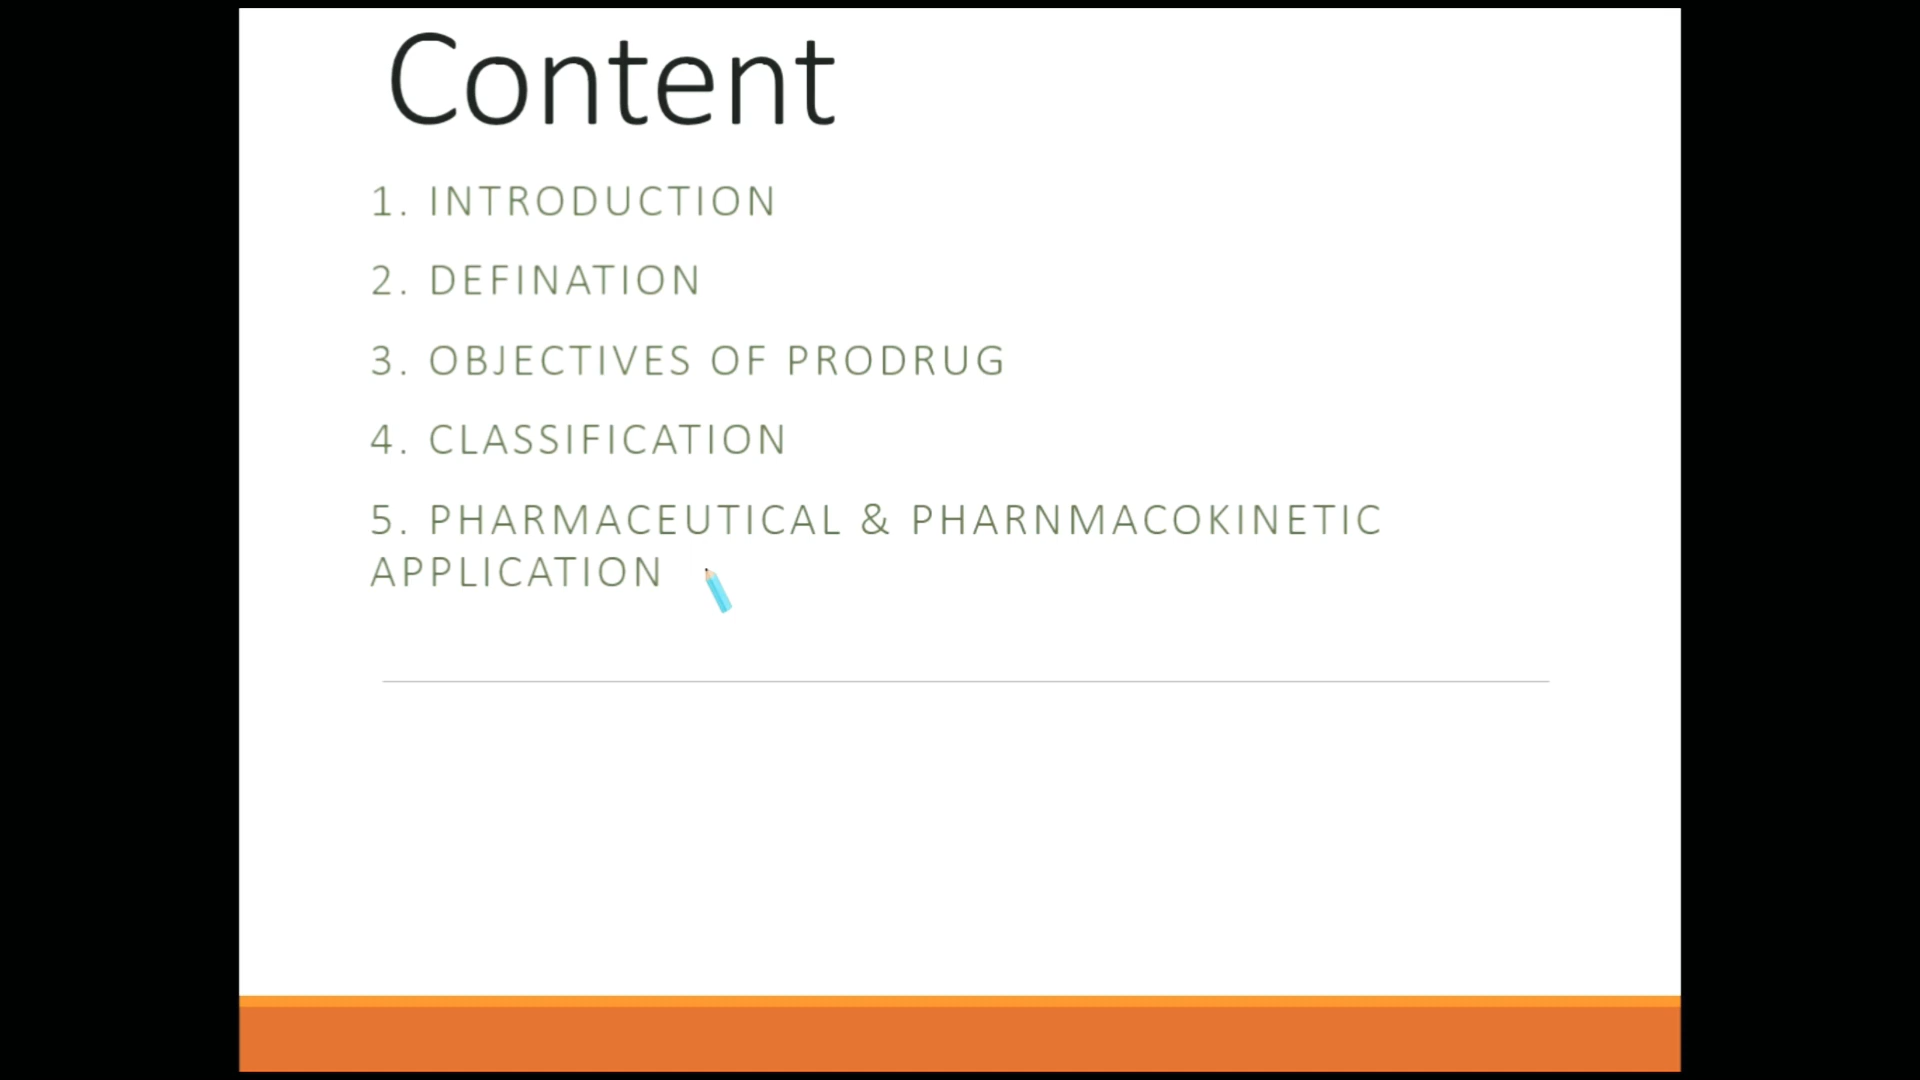 Content
1. INTRODUCTION
2. DEFINATION
3. OBJECTIVES OF PRODRUG
4. CLASSIFICATION
5. PHARMACEUTICAL & PHARNMACOKINETIC
APPLICATION